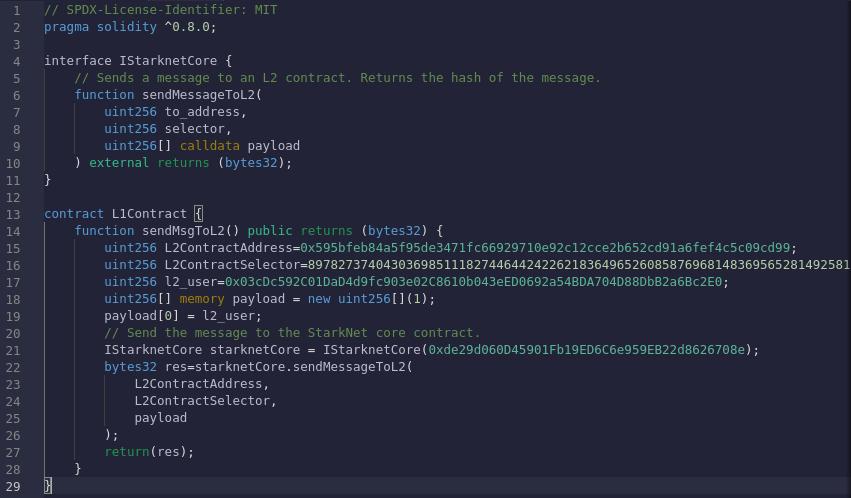 1 // SPDX-License-Identifier: MIT
2 pragma solidity ^0.8.0;
3
4 interface IStarknetCore {
5     // Sends a message to an L2 contract. Returns the hash of the message.
6     function sendMessageToL2(
7         uint256 to_address,
8         uint256 selector,
9         uint256[] calldata payload
10     ) external returns (bytes32);
11 }
12
13 contract L1Contract {
14     function sendMsgToL2() public returns (bytes32) {
15         uint256 L2ContractAddress=0x595bfeb84a5f95de3471fc66929710e92c12cce2b652cd91a6fef4c5c09cd99;
16         uint256 L2ContractSelector=897827374043036985111827446442422621836496526085876968148369565281492581
17         uint256 l2_user=0x03cDc592C01DaD4d9fc903e02C8610b043eED0692a54BDA704D88DbB2a6Bc2E0;
18         uint256[] memory payload = new uint256[](1);
19         payload[0] = l2_user;
20         // Send the message to the StarkNet core contract.
21         IStarknetCore starknetCore = IStarknetCore(0xde29d060D45901Fb19ED6C6e959EB22d8626708e);
22         bytes32 res=starknetCore.sendMessageToL2(
23             L2ContractAddress,
24             L2ContractSelector,
25             payload
26         );
27         return(res);
28     }
29 }